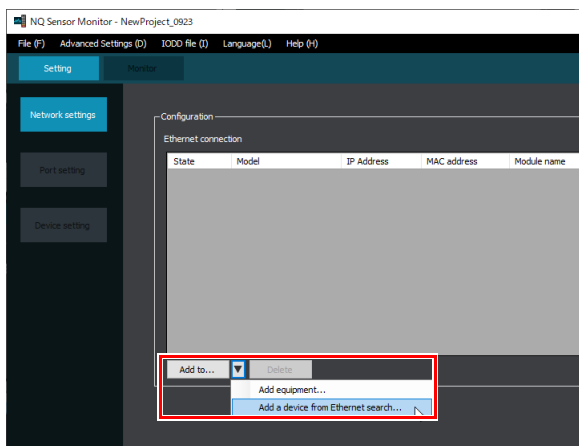 NQ Sensor Monitor - NewProject_0923
File (F) Advanced Settings (D) IODD file (I) Language(L) Help (H)
Setting Monitor
Network settings
Configuration
Ethernet connection
State Model IP Address MAC address Module name
Port setting
Device setting
Add to... ▼ Delete
Add equipment...
Add a device from Ethernet search...